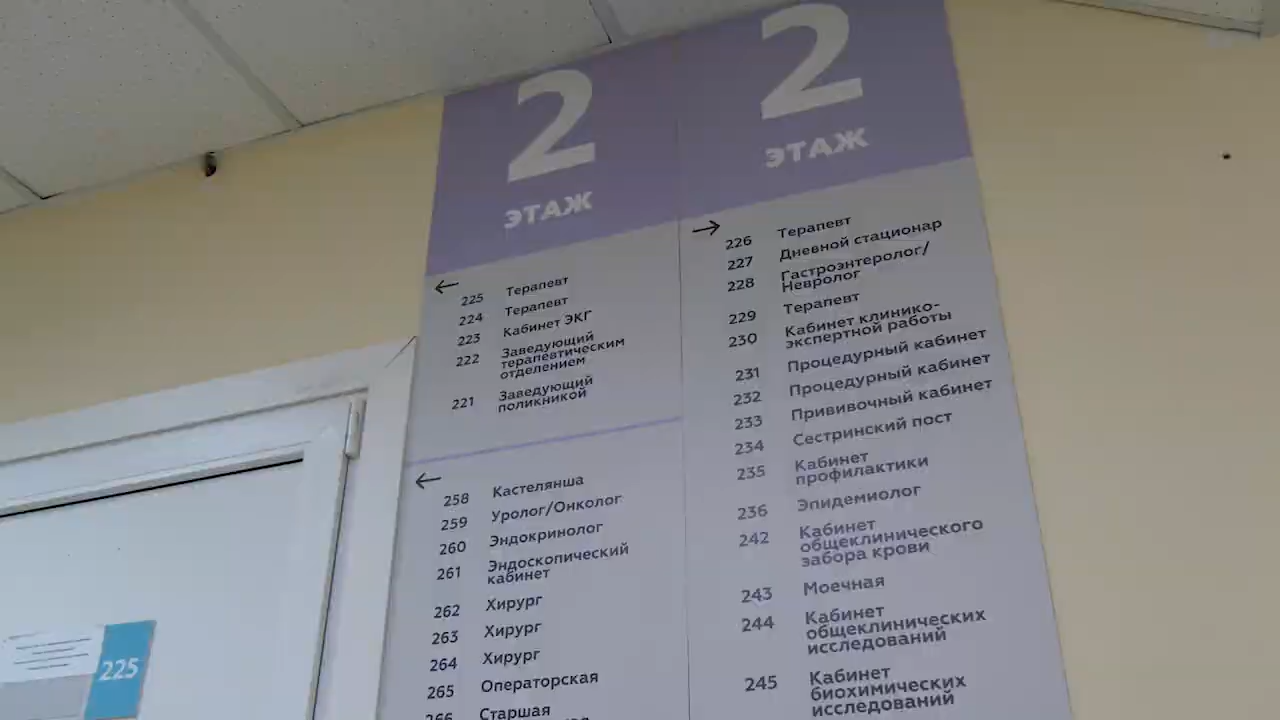 2
ЭТАЖ
←
225 Терапевт
224 Терапевт
223 Кабинет ЭКГ
222 Заведующий
терапевтическим
отделением
221 Заведующий
поликникой
←
258 Кастелянша
259 Уролог/Онколог
260 Эндокринолог
261 Эндоскопический
кабинет
262 Хирург
263 Хирург
264 Хирург
265 Операторская
266 Старшая
2
ЭТАЖ
→
226 Терапевт
227 Дневной стационар
228 Гастроэнтеролог/
Невролог
229 Терапевт
230 Кабинет клинико-
экспертной работы
231 Процедурный кабинет
232 Процедурный кабинет
233 Прививочный кабинет
234 Сестринский пост
235 Кабинет
профилактики
236 Эпидемиолог
242 Кабинет
общеклинического
забора крови
243 Моечная
244 Кабинет
общеклинических
исследований
245 Кабинет
биохимических
исследований
225